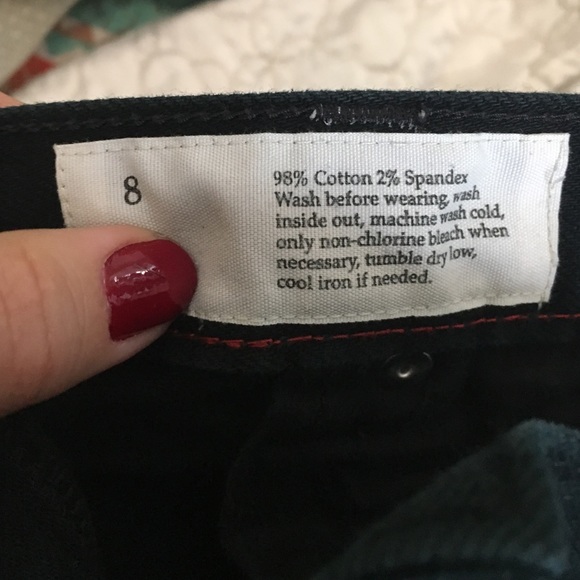 8
98% Cotton 2% Spandex
Wash before wearing, wash
inside out, machine wash cold,
only non-chlorine bleach when
necessary, tumble dry low,
cool iron if needed.